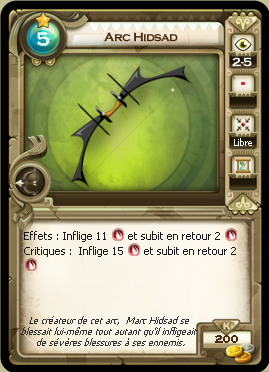 5
ARC HIDSAD
2-5
Libre
Effets : Inflige 11 et subit en retour 2
Critiques : Inflige 15 et subit en retour 2
Le créateur de cet arc, Marc Hidsad se
blessait lui-même tout autant qu'il infligeait
de sévères blessures à ses ennemis.
K
200